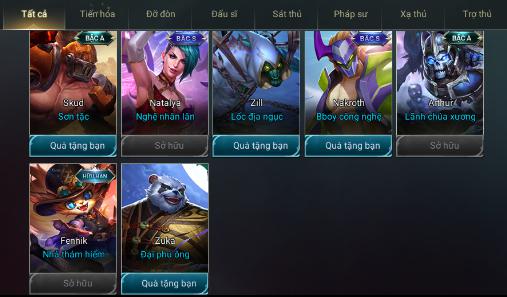 Tất cả Tiến hóa Đỡ đòn Đấu sĩ Sát thủ Pháp sư Xạ thủ Trợ thủ
BẬC A BẬC S BẬC S BẬC A
Skud Natalya Zill Nakroth Arthur
Sơn tặc Nghệ nhân lân Lốc địa ngục Bboy công nghệ Lãnh chúa xương
Quà tặng bạn Sở hữu Quà tặng bạn Quà tặng bạn Sở hữu
HỮU HẠN
Fennik Zuka
Nhà thám hiểm Đại phú ông
Sở hữu Quà tặng bạn